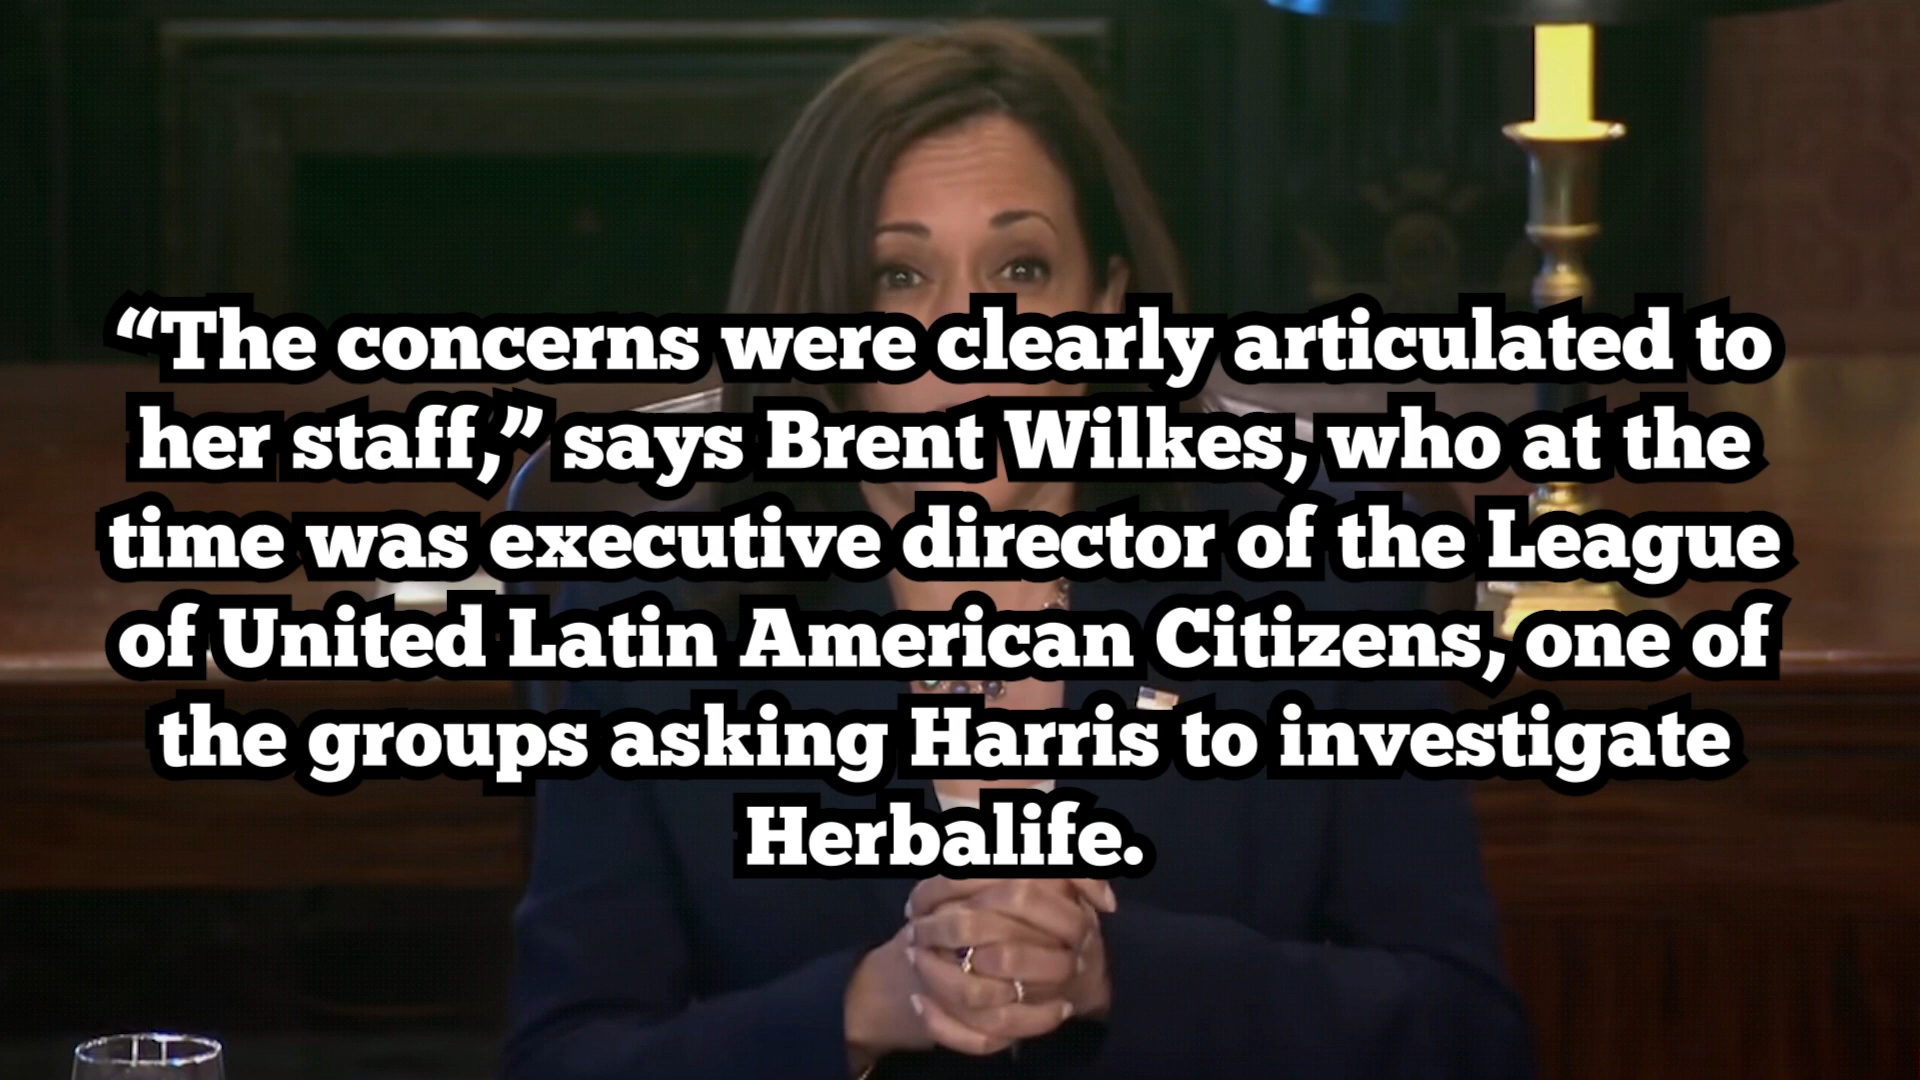 “The concerns were clearly articulated to
her staff,” says Brent Wilkes, who at the
time was executive director of the League
of United Latin American Citizens, one of
the groups asking Harris to investigate
Herbalife.